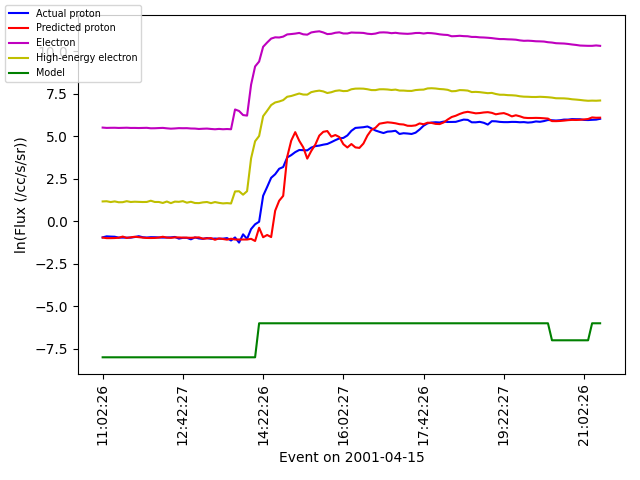 Actual proton
Predicted proton
Electron
High-energy electron
Model
10.0
7.5
5.0
2.5
0.0
−2.5
−5.0
−7.5
ln(Flux (/cc/s/sr))
11:02:26
12:42:27
14:22:26
16:02:27
17:42:26
19:22:27
21:02:26
Event on 2001-04-15